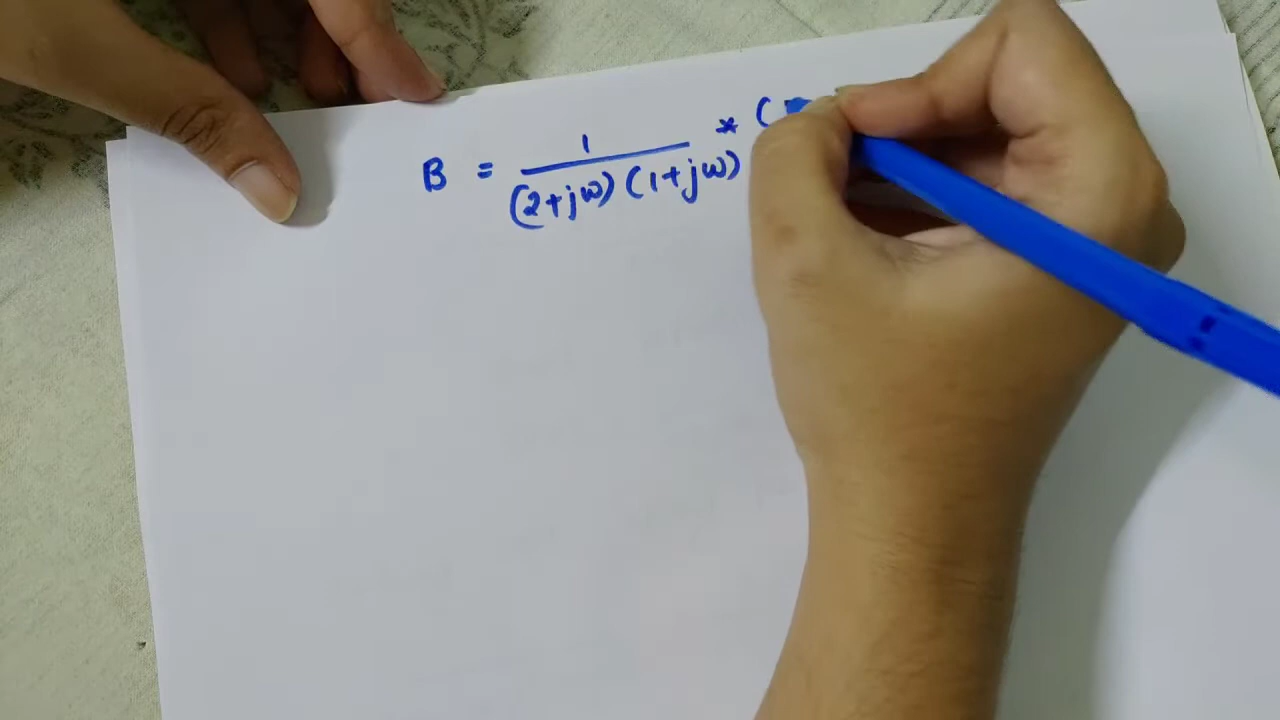 B = 1/((2+jω)(1+jω)) * (